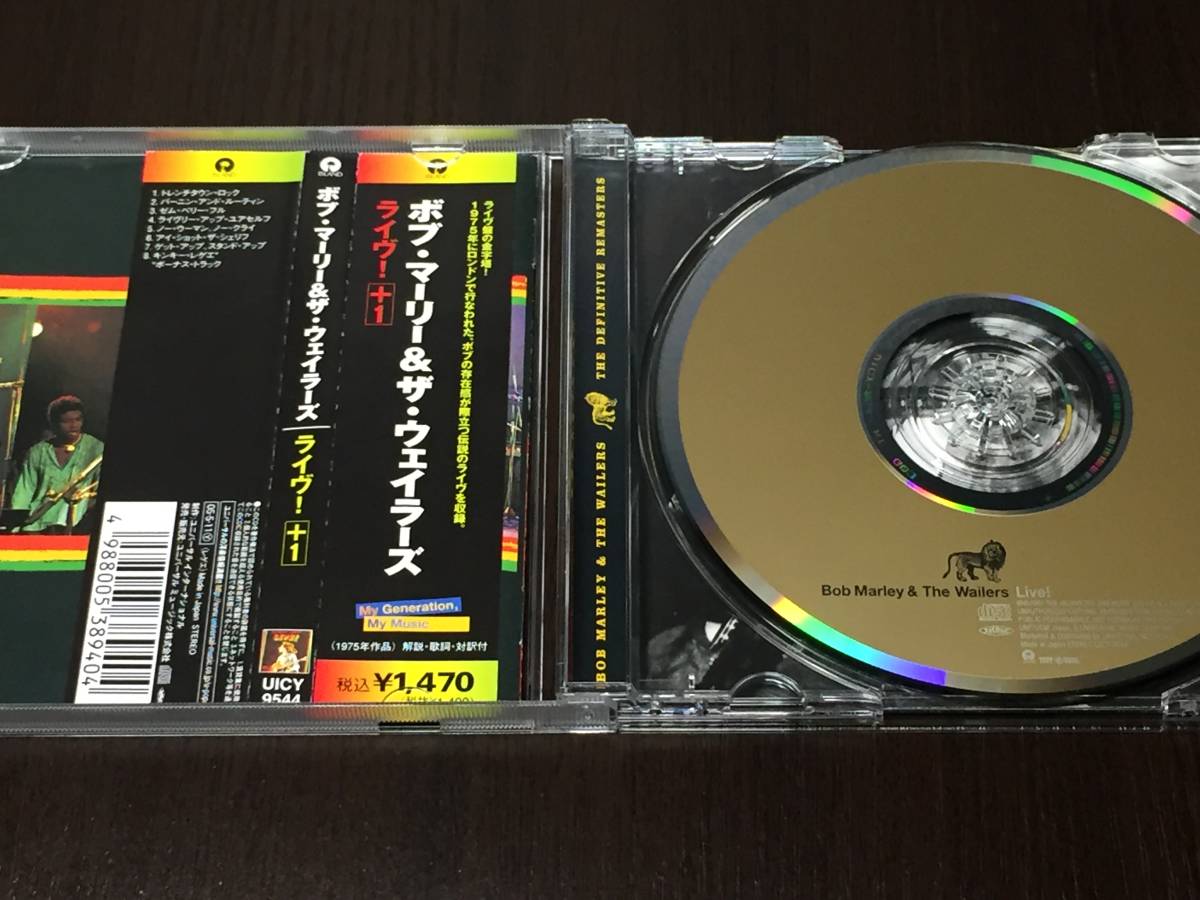 ISLAND
1. トレンチタウン・ロック
2. バーニン・アンド・ルーティン
3. ゼム・ベリー・フル
4. ライヴリー・アップ・ユアセルフ
5. ノー・ウーマン、ノー・クライ
6. アイ・ショット・ザ・シェリフ
7. ゲット・アップ、スタンド・アップ
8. キンキー・レゲエ*
*ボーナス・トラック
4 988005 389404
(レゲエ) Made in Japan STEREO
ISLAND
ボブ・マーリー&ザ・ウェイラーズ ライヴ! +1
UICY
9544
ISLAND
ライヴ盤の金字塔!
1975年にロンドンで行なわれた、ボブの存在感が際立つ伝説のライヴを収録。
ボブ・マーリー&ザ・ウェイラーズ
ライヴ! +1
My Generation,
My Music
(1975年作品) 解説・歌詞・対訳付
税込 ¥1,470
BOB MARLEY & THE WAILERS THE DEFINITIVE REMASTERS
Bob Marley & The Wailers Live!